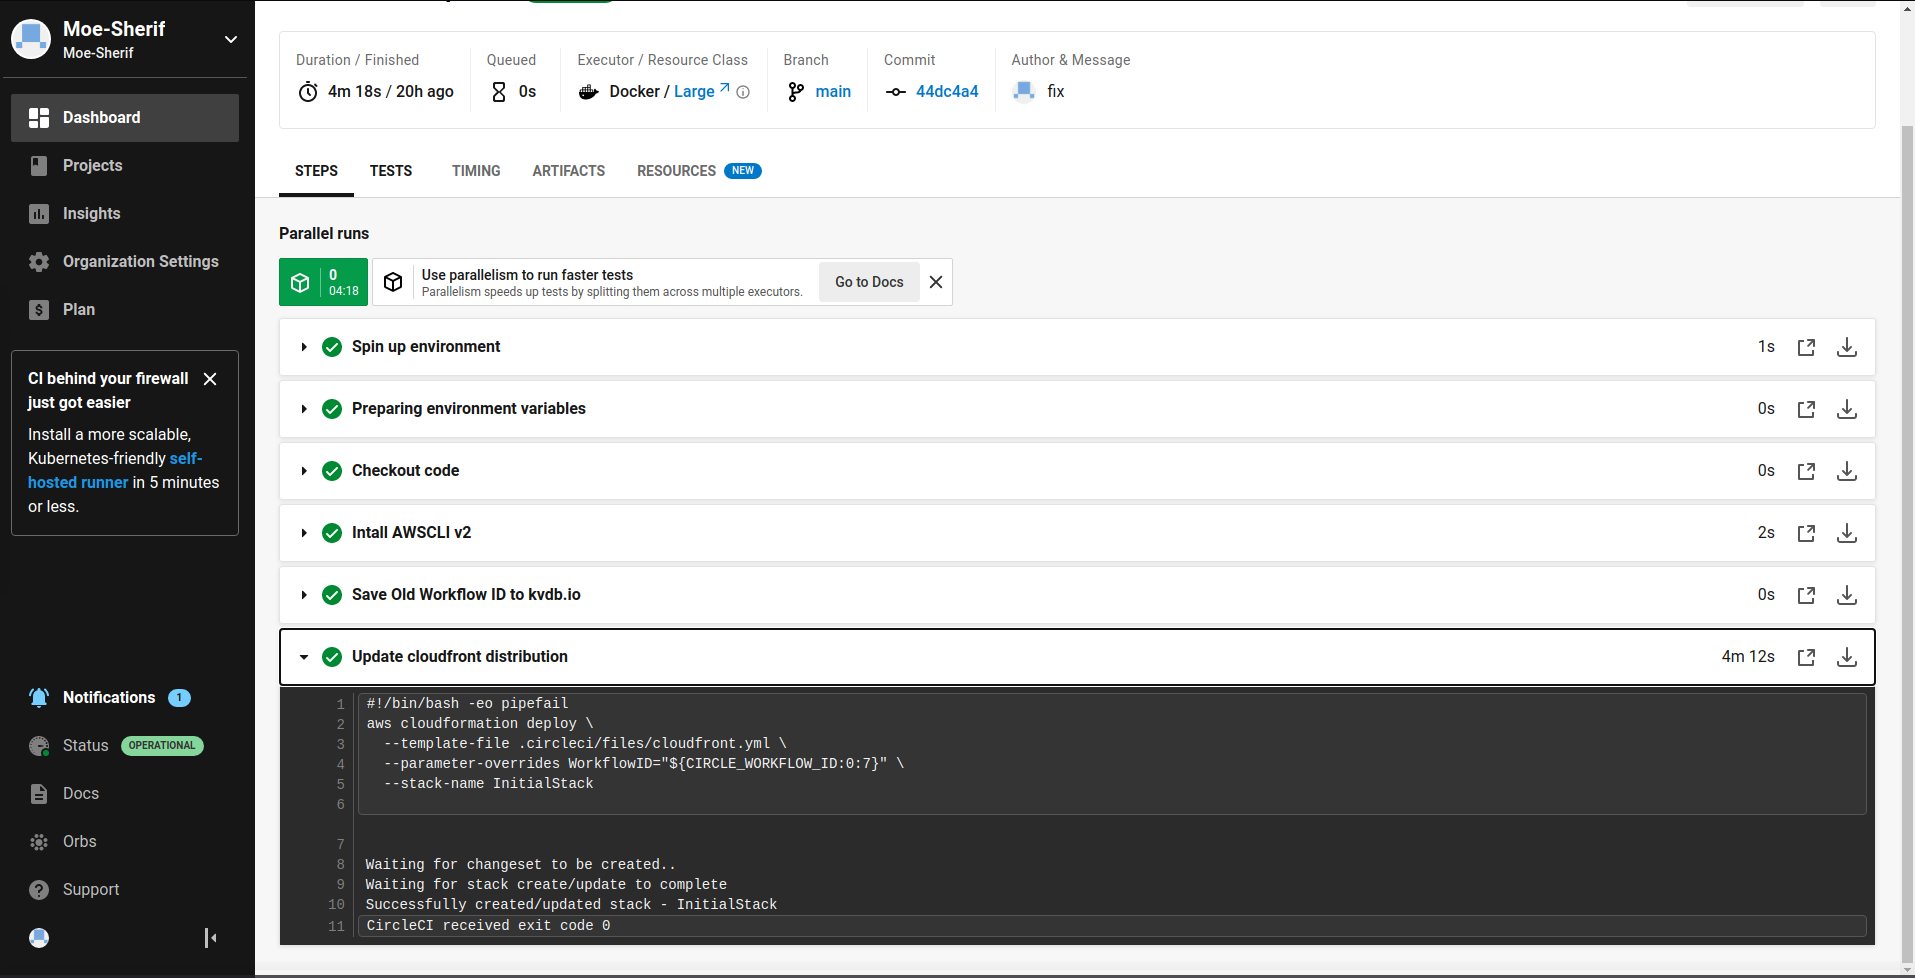 Moe-Sherif
Moe-Sherif
Dashboard
Projects
Insights
Organization Settings
Plan
CI behind your firewall
just got easier
Install a more scalable,
Kubernetes-friendly self-
hosted runner in 5 minutes
or less.
Notifications 1
Status OPERATIONAL
Docs
Orbs
Support
Duration / Finished
4m 18s / 20h ago
Queued
0s
Executor / Resource Class
Docker / Large
Branch
main
Commit
44dc4a4
Author & Message
fix
STEPS TESTS TIMING ARTIFACTS RESOURCES NEW
Parallel runs
0
04:18
Use parallelism to run faster tests
Parallelism speeds up tests by splitting them across multiple executors.
Go to Docs
Spin up environment 1s
Preparing environment variables 0s
Checkout code 0s
Intall AWSCLI v2 2s
Save Old Workflow ID to kvdb.io 0s
Update cloudfront distribution 4m 12s
1 #!/bin/bash -eo pipefail
2 aws cloudformation deploy \
3 --template-file .circleci/files/cloudfront.yml \
4 --parameter-overrides WorkflowID="${CIRCLE_WORKFLOW_ID:0:7}" \
5 --stack-name InitialStack
6
7
8 Waiting for changeset to be created..
9 Waiting for stack create/update to complete
10 Successfully created/updated stack - InitialStack
11 CircleCI received exit code 0